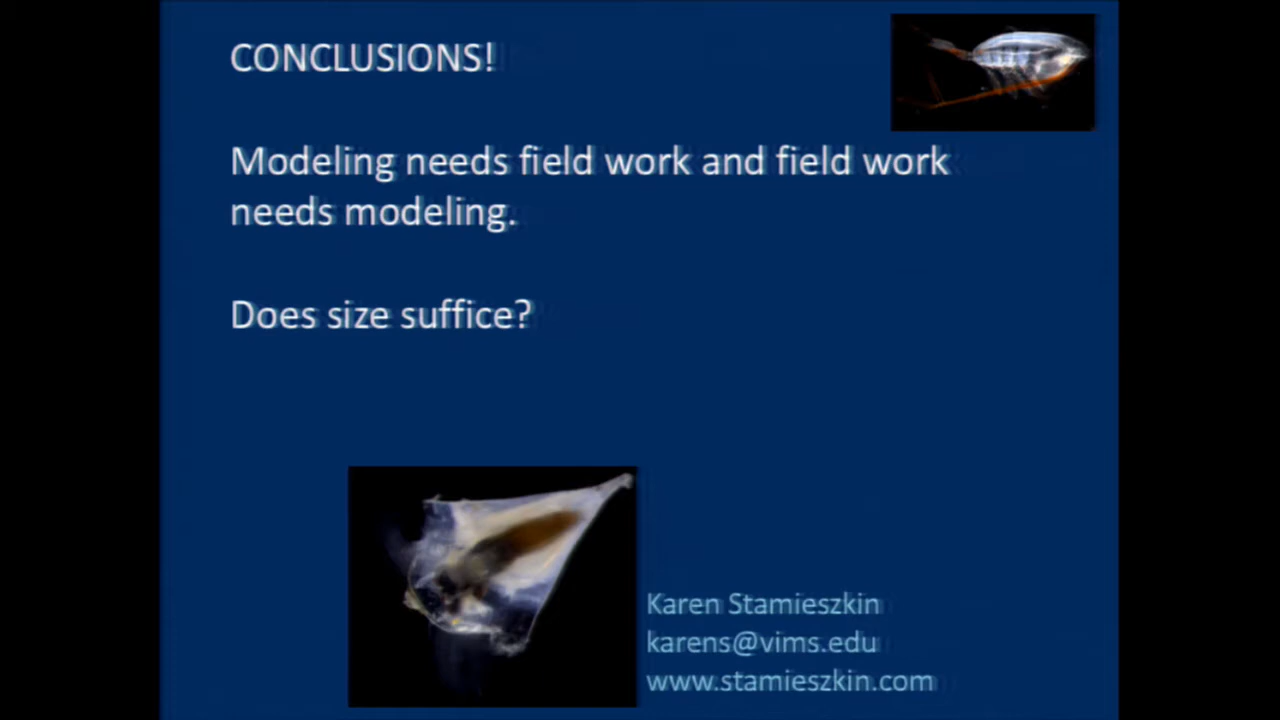 CONCLUSIONS!
Modeling needs field work and field work
needs modeling.
Does size suffice?
Karen Stamieszkin
karens@vims.edu
www.stamieszkin.com